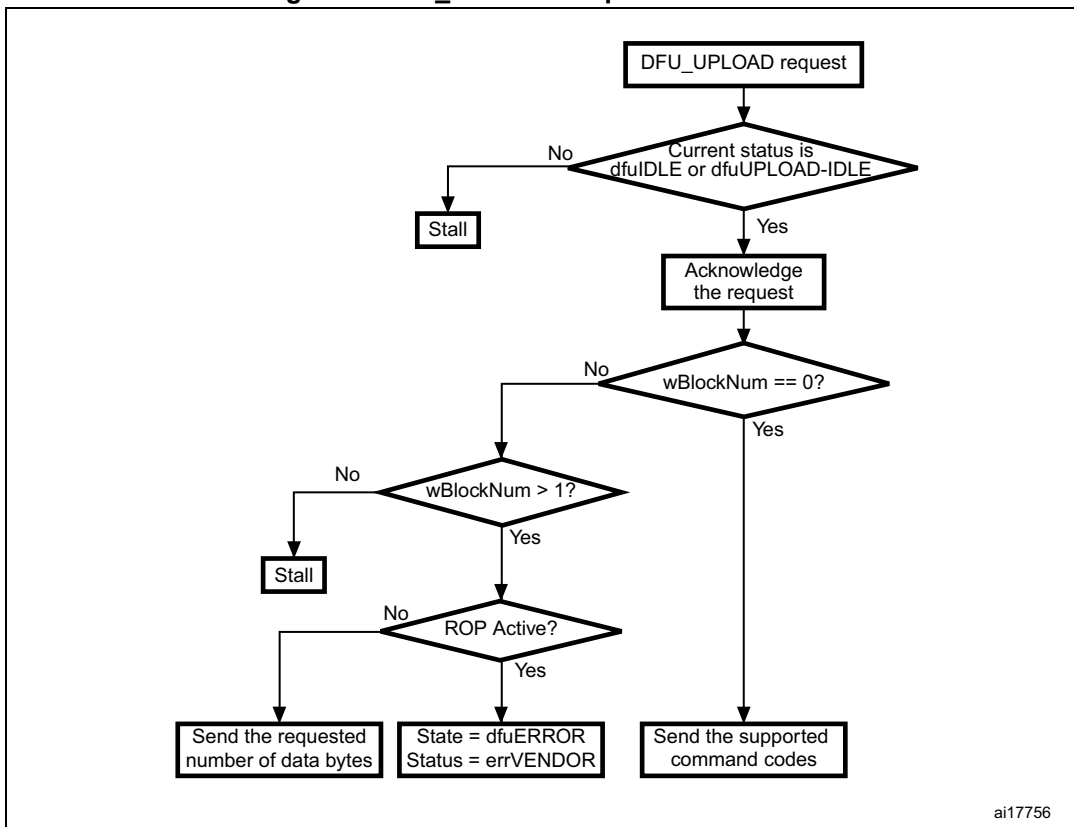 DFU_UPLOAD request
Current status is
dfuIDLE or dfuUPLOAD-IDLE
No
Stall
Yes
Acknowledge
the request
wBlockNum == 0?
No
Yes
wBlockNum > 1?
No
Yes
Stall
ROP Active?
No
Yes
Send the requested
number of data bytes
State = dfuERROR
Status = errVENDOR
Send the supported
command codes
ai17756